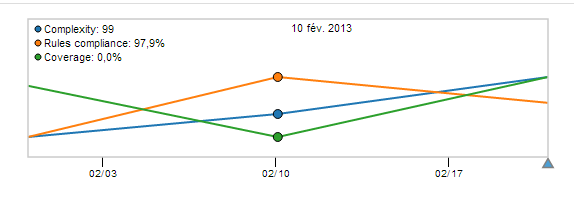 10 fév. 2013
Complexity: 99
Rules compliance: 97,9%
Coverage: 0,0%
02/03 02/10 02/17